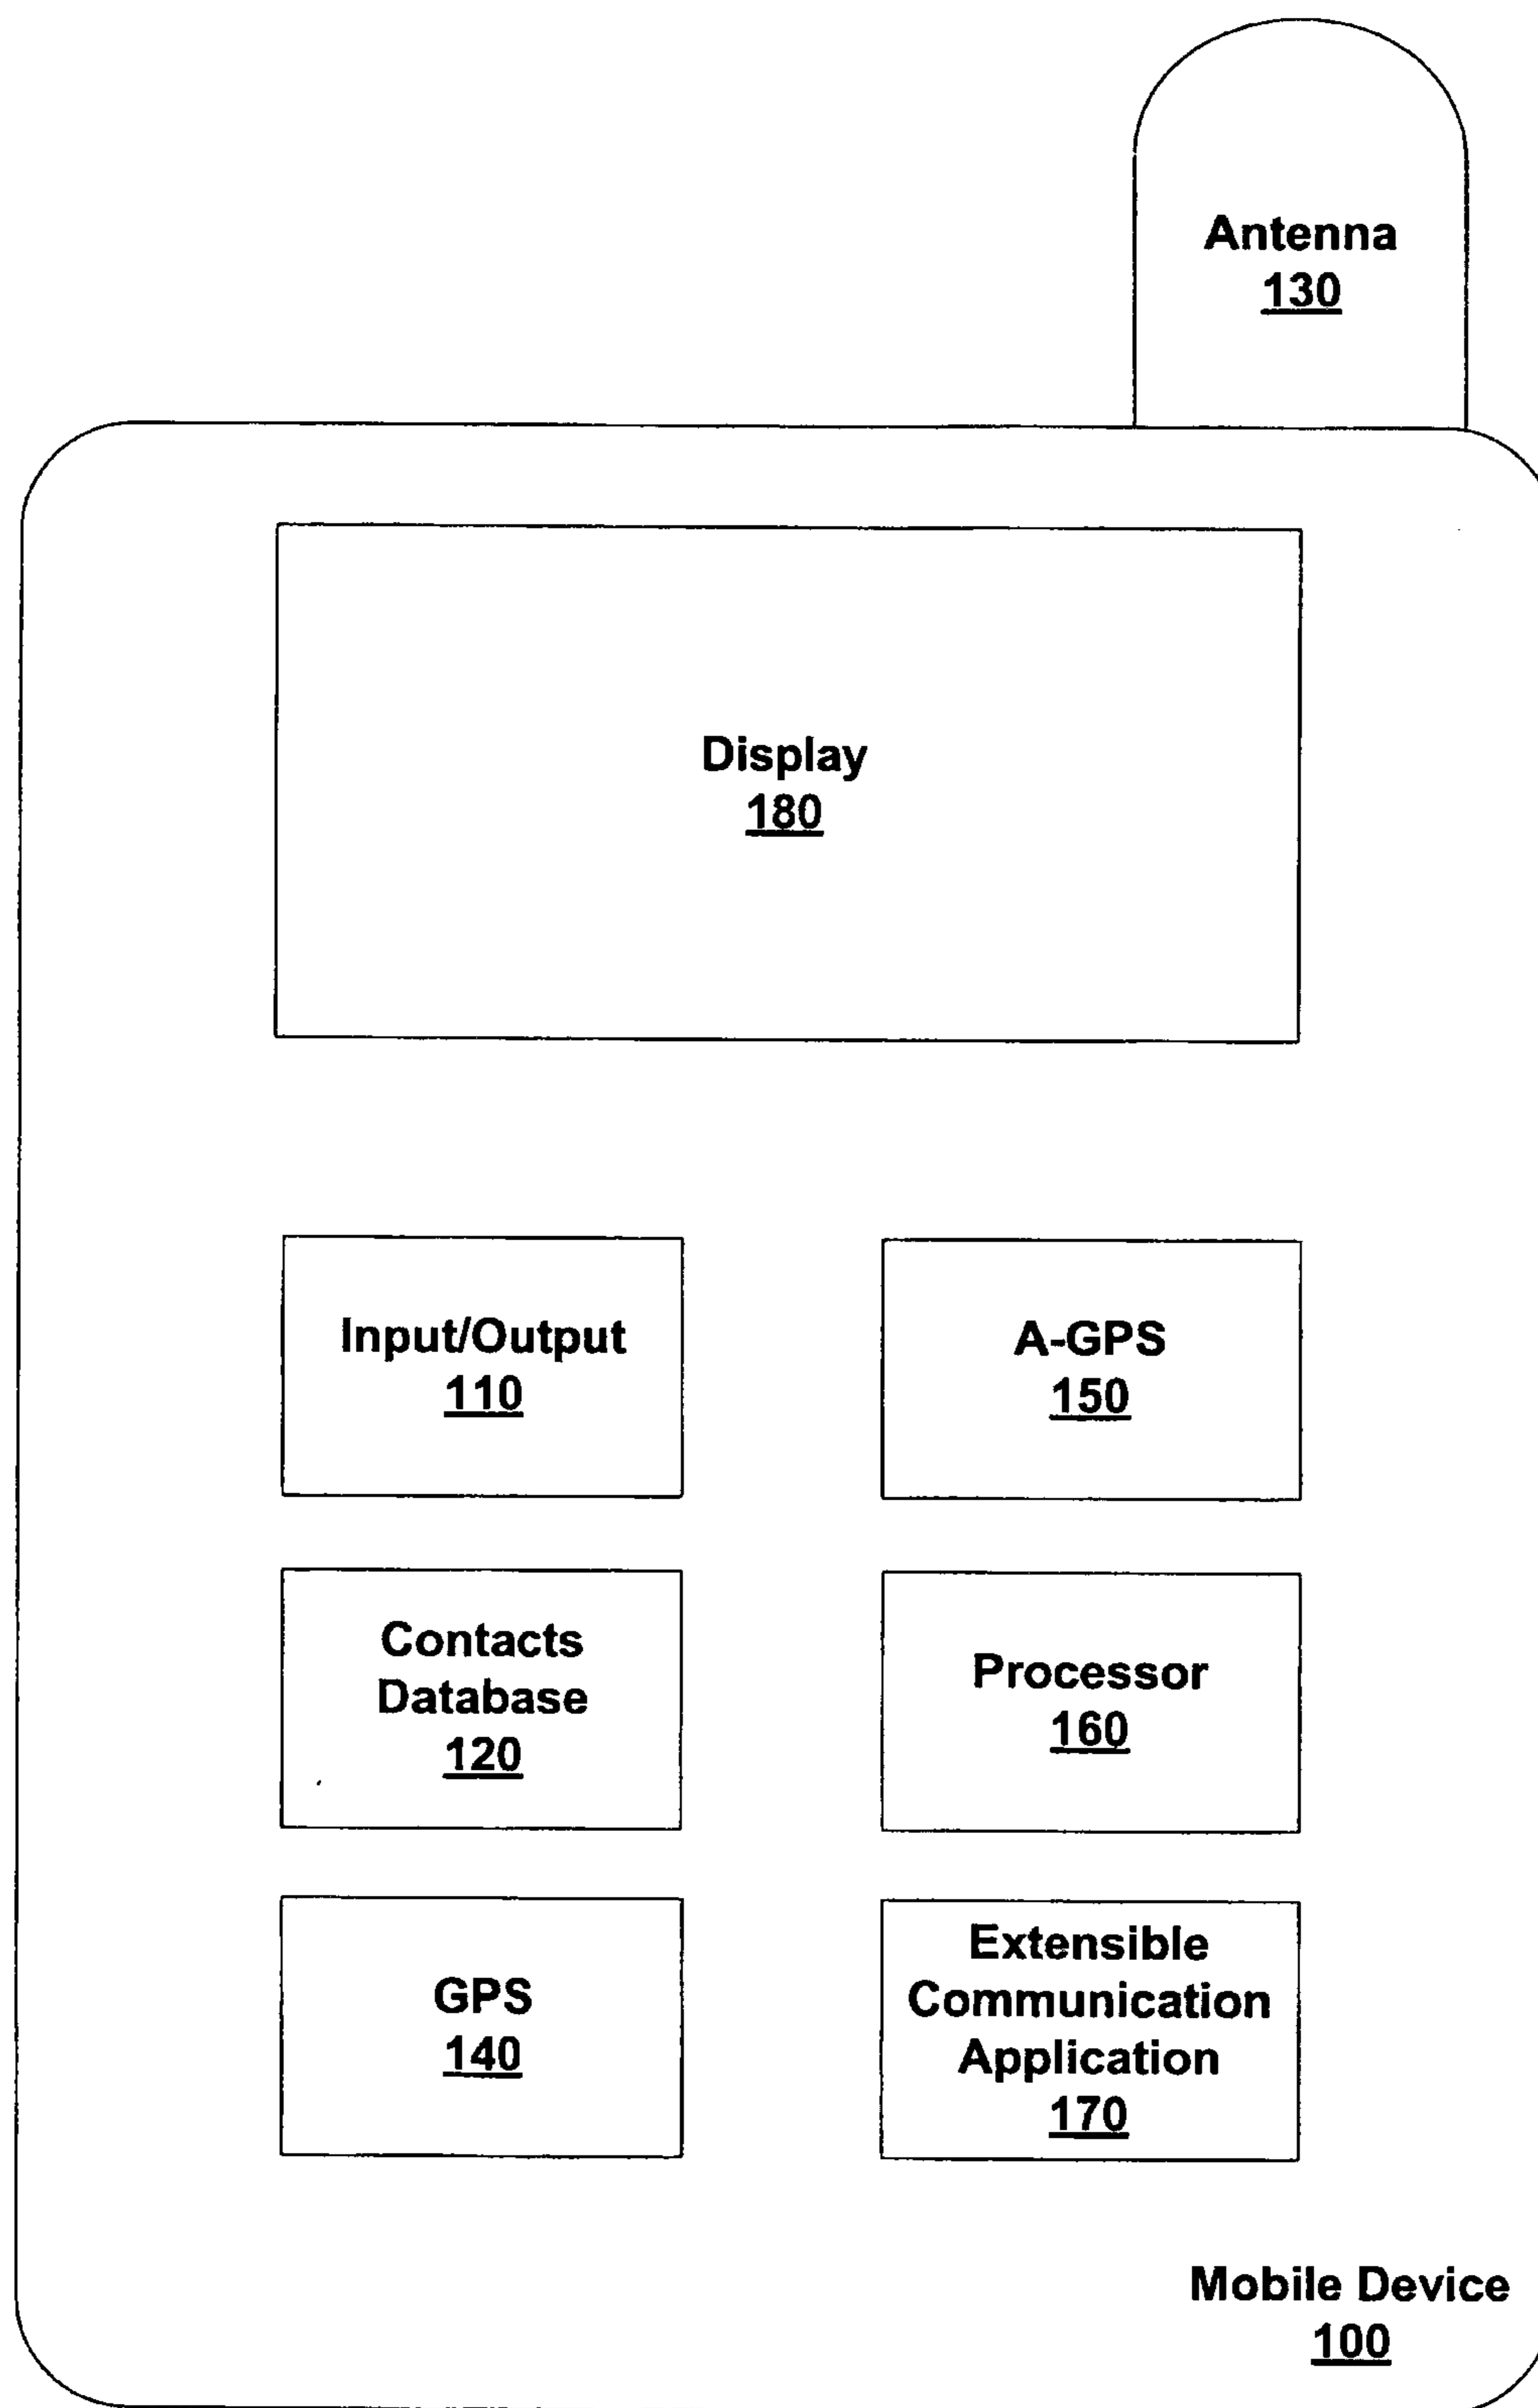 Antenna
130
Display
180
Input/Output
110
A-GPS
150
Contacts
Database
120
Processor
160
GPS
140
Extensible
Communication
Application
170
Mobile Device
100